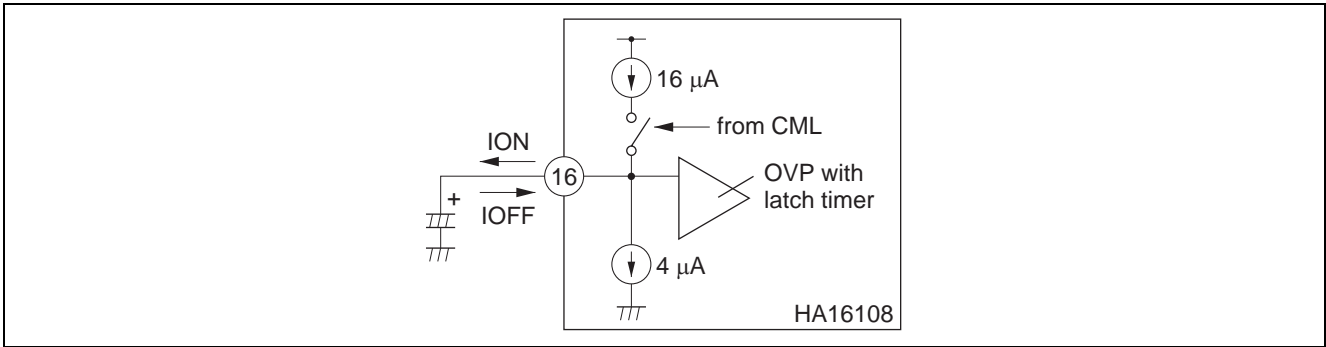 16 μA
from CML
ION
16
OVP with
latch timer
+
IOFF
4 μA
HA16108